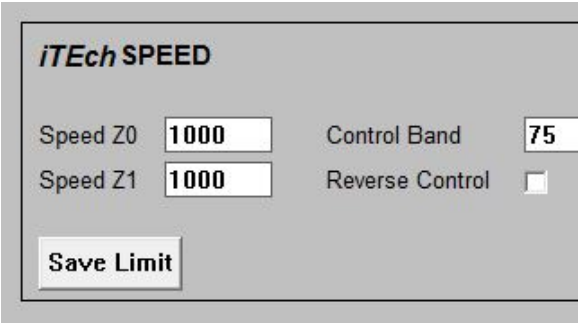 iTEch SPEED
Speed Z0 1000 Control Band 75
Speed Z1 1000 Reverse Control
Save Limit